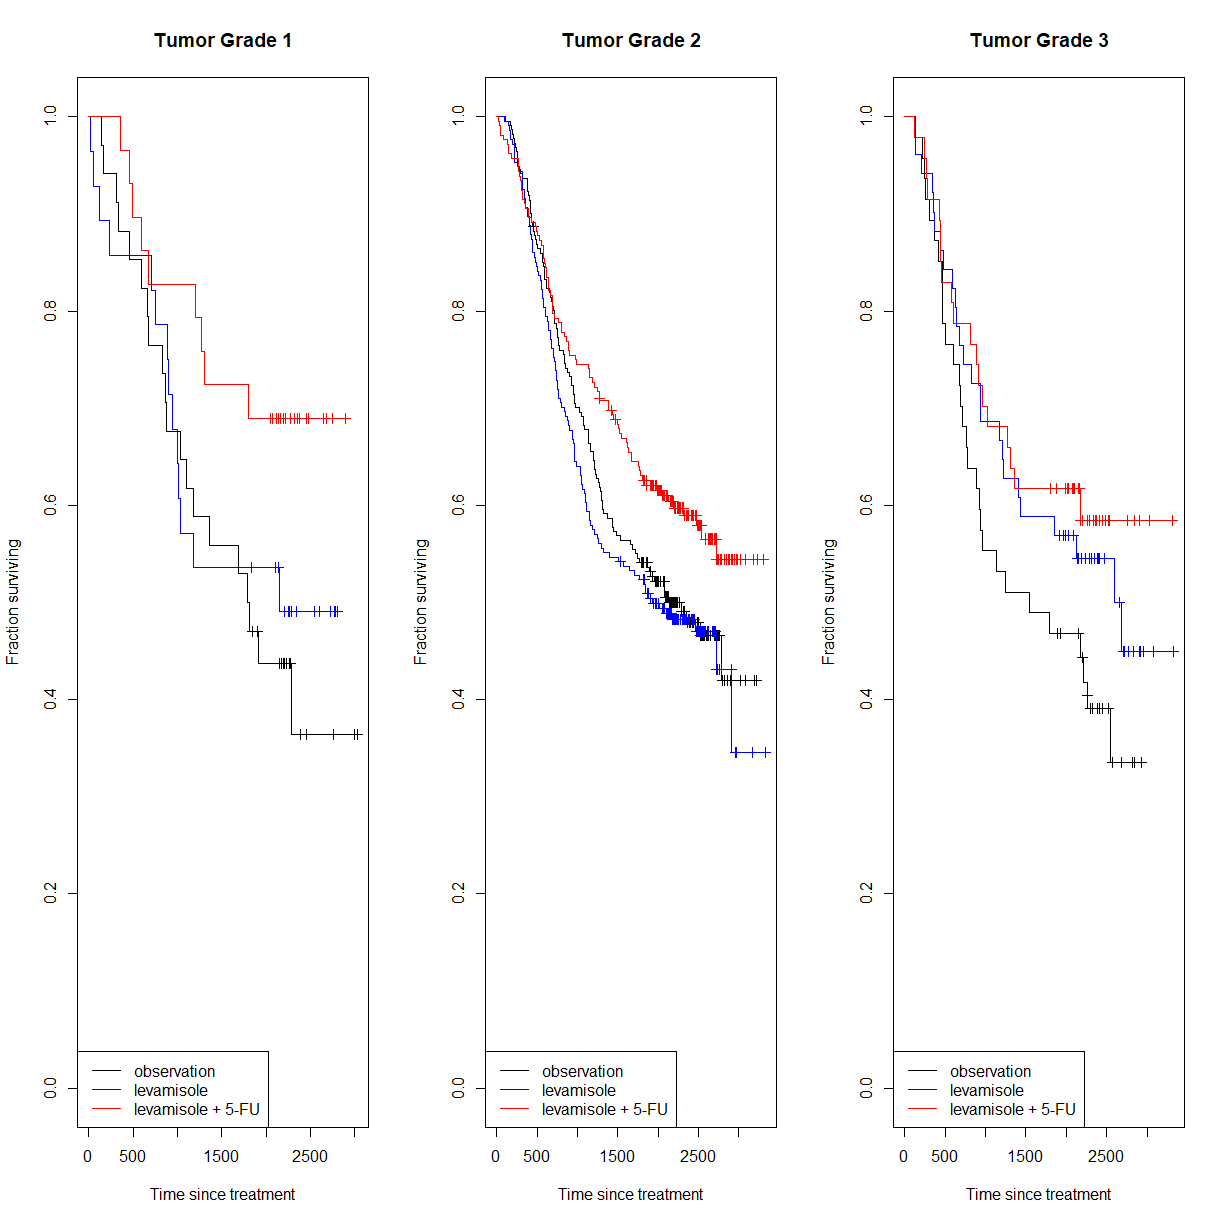 Tumor Grade 1
Fraction surviving
1.0
0.8
0.6
0.4
0.2
0.0
observation
levamisole
levamisole + 5-FU
0 500 1500 2500
Time since treatment
Tumor Grade 2
Fraction surviving
1.0
0.8
0.6
0.4
0.2
0.0
observation
levamisole
levamisole + 5-FU
0 500 1500 2500
Time since treatment
Tumor Grade 3
Fraction surviving
1.0
0.8
0.6
0.4
0.2
0.0
observation
levamisole
levamisole + 5-FU
0 500 1500 2500
Time since treatment